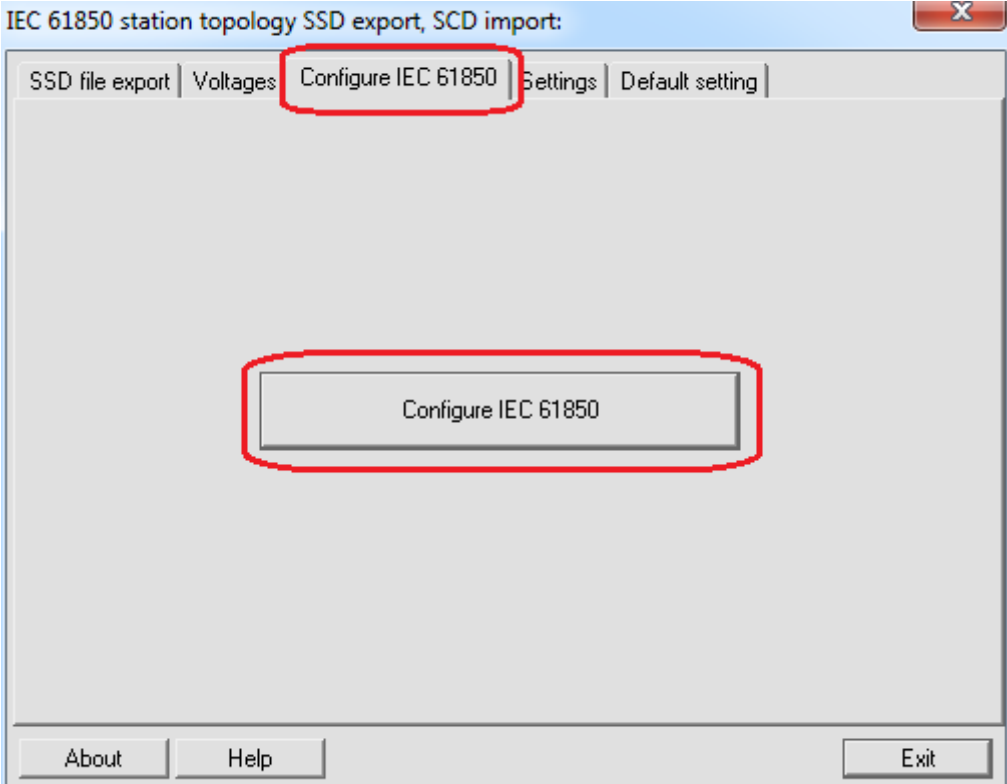 IEC 61850 station topology SSD export, SCD import:
SSD file export Voltages Configure IEC 61850 Settings Default setting
Configure IEC 61850
About Help Exit